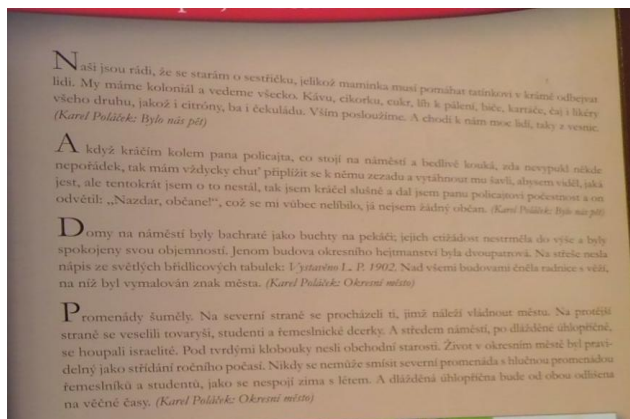 Naši jsou rádi, že se starám o sestřičku, jelikož maminka musí pomáhat tatínkovi v krámě odbejvat
lidi. My máme koloniál a vedeme všecko. Kávu, cikorku, cukr, líh k pálení, biče, kartáče, čaj i likéry
všeho druhu, jakož i citróny, ba i čekuládu. Vším posloužíme. A chodí k nám moc lidí, taky z vesnic.
(Karel Poláček: Bylo nás pět)
A když kráčím kolem pana policajta, co stojí na náměstí a bedlivě kouká, zda nevypukl někde
nepořádek, tak mám vždycky chuť připlížit se k němu zezadu a vytáhnout mu šavli, abysem viděl, jaká
jest, ale tentokrát jsem o to nestál, tak jsem kráčel slušně a dal jsem panu policajtovi počestnost a on
odvětil: „Nazdar, občane!“, což se mi vúbec nelíbilo, já nejsem žádný občan. (Karel Poláček: Bylo nás pět)
Domy na náměstí byly bachraté jako buchty na pekáči; jejich ctižádost nestrměla do výše a byly
spokojeny svou objemností. Jenom budova okresního hejtmanství byla dvoupatrová. Na střeše nesla
nápis ze světlých břidlicových tabulek: Vystavěno L. P. 1902. Nad všemi budovami čněla radnice s věží,
na níž byl vymalován znak města. (Karel Poláček: Okresní město)
Promenády šuměly. Na severní straně se procházeli ti, jimž náleží vládnout městu. Na protější
straně se veselili tovaryši, studenti a řemeslnické dcerky. A středem náměstí, po dlážděné úhlopříčně,
se houpali israelité. Pod tvrdými klobouky nesli obchodní starosti. Život v okresním městě byl pravi-
delný jako střídání ročního počasí. Nikdy se nemůže smísit severní promenáda s hlučnou promenádou
řemeslníků a studentů, jako se nespojí zima s létem. A dlážděná úhlopříčna bude od obou odlišena
na věčné časy. (Karel Poláček: Okresní město)